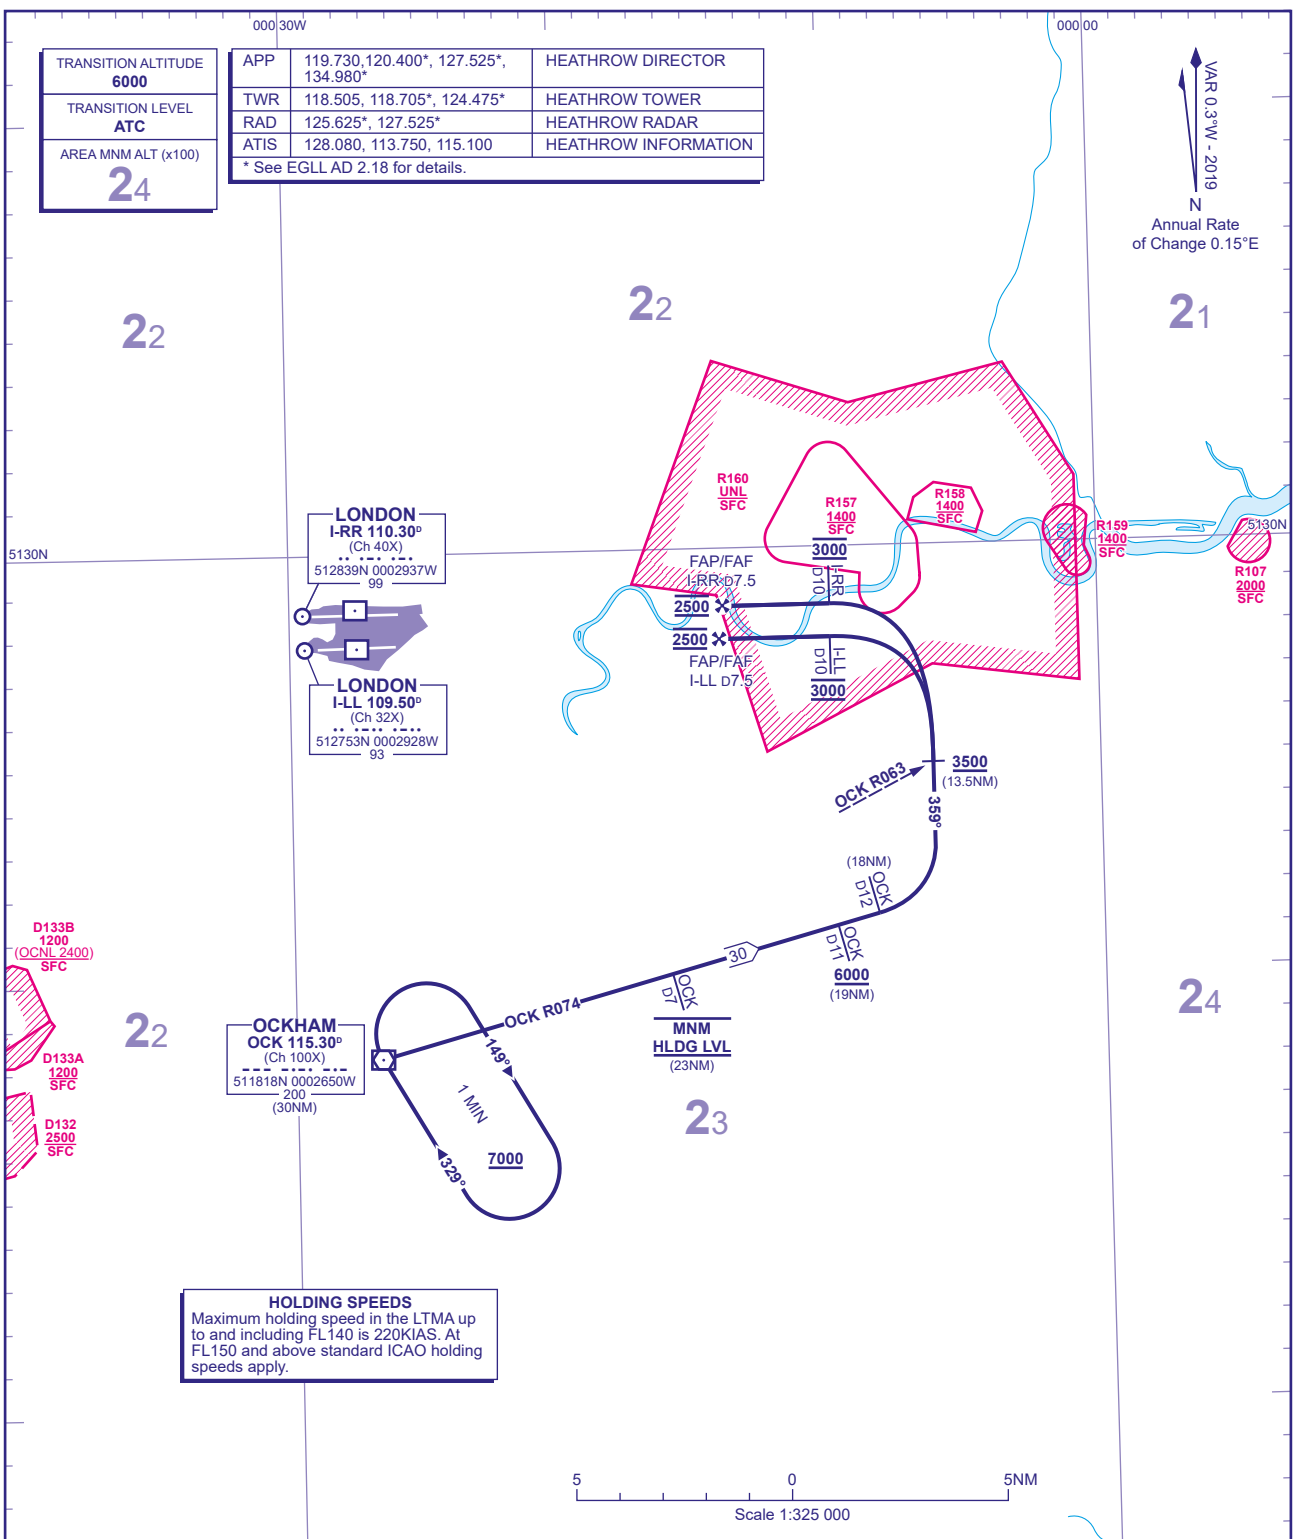 000 30W
000 00
TRANSITION ALTITUDE
6000
TRANSITION LEVEL
ATC
AREA MNM ALT (x100)
24
APP 119.730,120.400*, 127.525*, 134.980* HEATHROW DIRECTOR
TWR 118.505, 118.705*, 124.475* HEATHROW TOWER
RAD 125.625*, 127.525* HEATHROW RADAR
ATIS 128.080, 113.750, 115.100 HEATHROW INFORMATION
* See EGLL AD 2.18 for details.
VAR 0.3°W - 2019
N
Annual Rate
of Change 0.15°E
22
22
21
R160
UNL
SFC
R157
1400
SFC
R158
1400
SFC
R159
1400
SFC
R107
2000
SFC
5130N
5130N
LONDON
I-RR 110.30D
(Ch 40X)
512839N 0002937W
99
LONDON
I-LL 109.50D
(Ch 32X)
512753N 0002928W
93
FAP/FAF
I-RR D7.5
2500
2500
FAP/FAF
I-LL D7.5
3000
I-RR
D10
I-LL
D10
3000
OCK R063
3500
(13.5NM)
359°
(18NM)
OCK
D12
OCK
D11
6000
(19NM)
30
OCK
D7
MNM
HLDG LVL
(23NM)
OCK R074
24
D133B
1200
(OCNL 2400)
SFC
22
D133A
1200
SFC
D132
2500
SFC
OCKHAM
OCK 115.30D
(Ch 100X)
511818N 0002650W
200
(30NM)
149°
1 MIN
329°
7000
23
HOLDING SPEEDS
Maximum holding speed in the LTMA up
to and including FL140 is 220KIAS. At
FL150 and above standard ICAO holding
speeds apply.
5 0 5NM
Scale 1:325 000